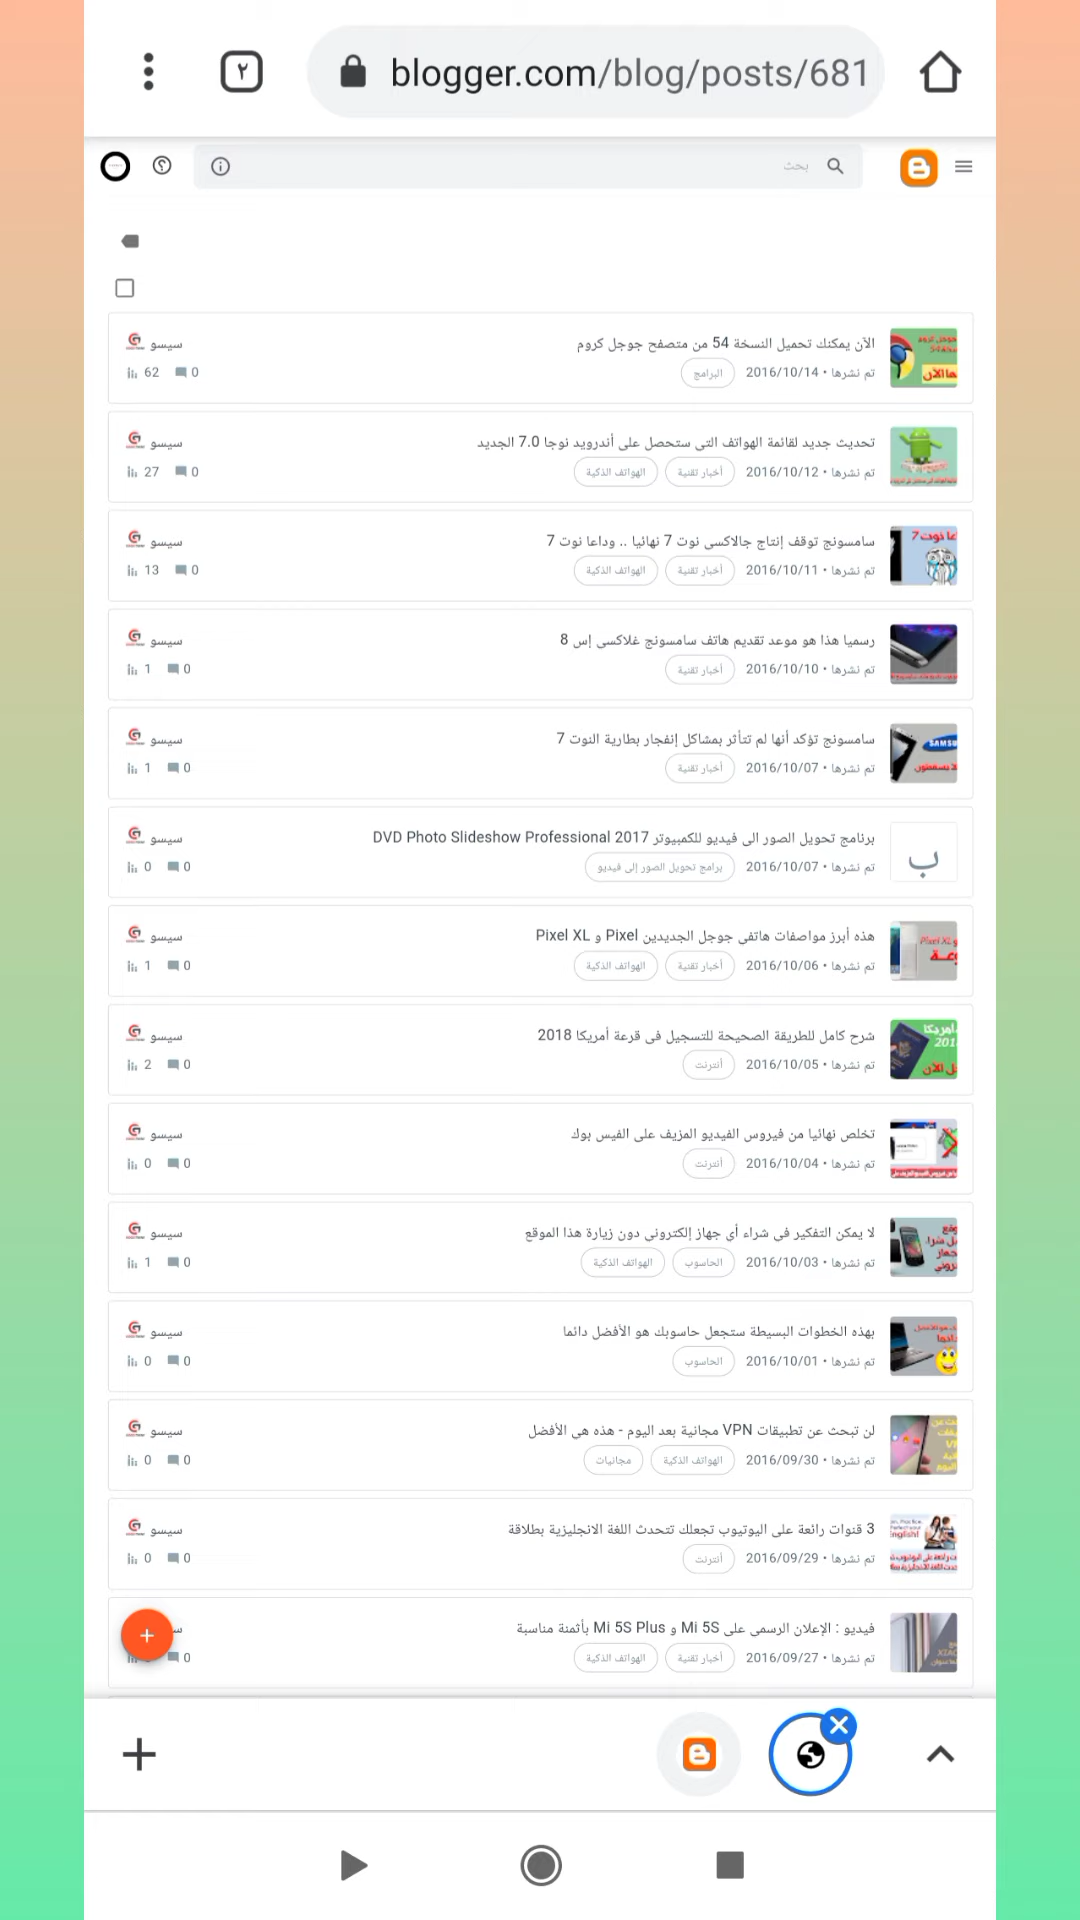 ٢
blogger.com/blog/posts/681
بحث
الآن يمكنك تحميل النسخة 54 من متصفح جوجل كروم
سيسو
تم نشرها • 2016/10/14 البرامج
62 0
تحديث جديد لقائمة الهواتف التي ستحصل على أندرويد نوجا 7.0 الجديد
سيسو
تم نشرها • 2016/10/12 أخبار تقنية الهواتف الذكية
27 0
سامسونج توقف إنتاج جالاكسي نوت 7 نهائيا .. وداعا نوت 7
سيسو
تم نشرها • 2016/10/11 أخبار تقنية الهواتف الذكية
13 0
رسميا هذا هو موعد تقديم هاتف سامسونج غلاكسي إس 8
سيسو
تم نشرها • 2016/10/10 أخبار تقنية
1 0
سامسونج تؤكد أنها لم تتأثر بمشاكل إنفجار بطارية النوت 7
سيسو
تم نشرها • 2016/10/07 أخبار تقنية
1 0
ب
برنامج تحويل الصور الى فيديو للكمبيوتر DVD Photo Slideshow Professional 2017
سيسو
تم نشرها • 2016/10/07 برامج تحويل الصور إلى فيديو
0 0
هذه أبرز مواصفات هاتفي جوجل الجديدين Pixel و Pixel XL
سيسو
تم نشرها • 2016/10/06 أخبار تقنية الهواتف الذكية
1 0
شرح كامل للطريقة الصحيحة للتسجيل في قرعة أمريكا 2018
سيسو
تم نشرها • 2016/10/05 أنترنت
2 0
تخلص نهائيا من فيروس الفيديو المزيف على الفيس بوك
سيسو
تم نشرها • 2016/10/04 أنترنت
0 0
لا يمكن التفكير في شراء أي جهاز إلكتروني دون زيارة هذا الموقع
سيسو
تم نشرها • 2016/10/03 الحاسوب الهواتف الذكية
1 0
بهذه الخطوات البسيطة ستجعل حاسوبك هو الأفضل دائما
سيسو
تم نشرها • 2016/10/01 الحاسوب
0 0
لن تبحث عن تطبيقات VPN مجانية بعد اليوم - هذه هي الأفضل
سيسو
تم نشرها • 2016/09/30 الهواتف الذكية مجانيات
0 0
3 قنوات رائعة على اليوتيوب تجعلك تتحدث اللغة الانجليزية بطلاقة
سيسو
تم نشرها • 2016/09/29 أنترنت
0 0
فيديو : الإعلان الرسمي على Mi 5S و Mi 5S Plus بأثمنة مناسبة
تم نشرها • 2016/09/27 أخبار تقنية الهواتف الذكية
0